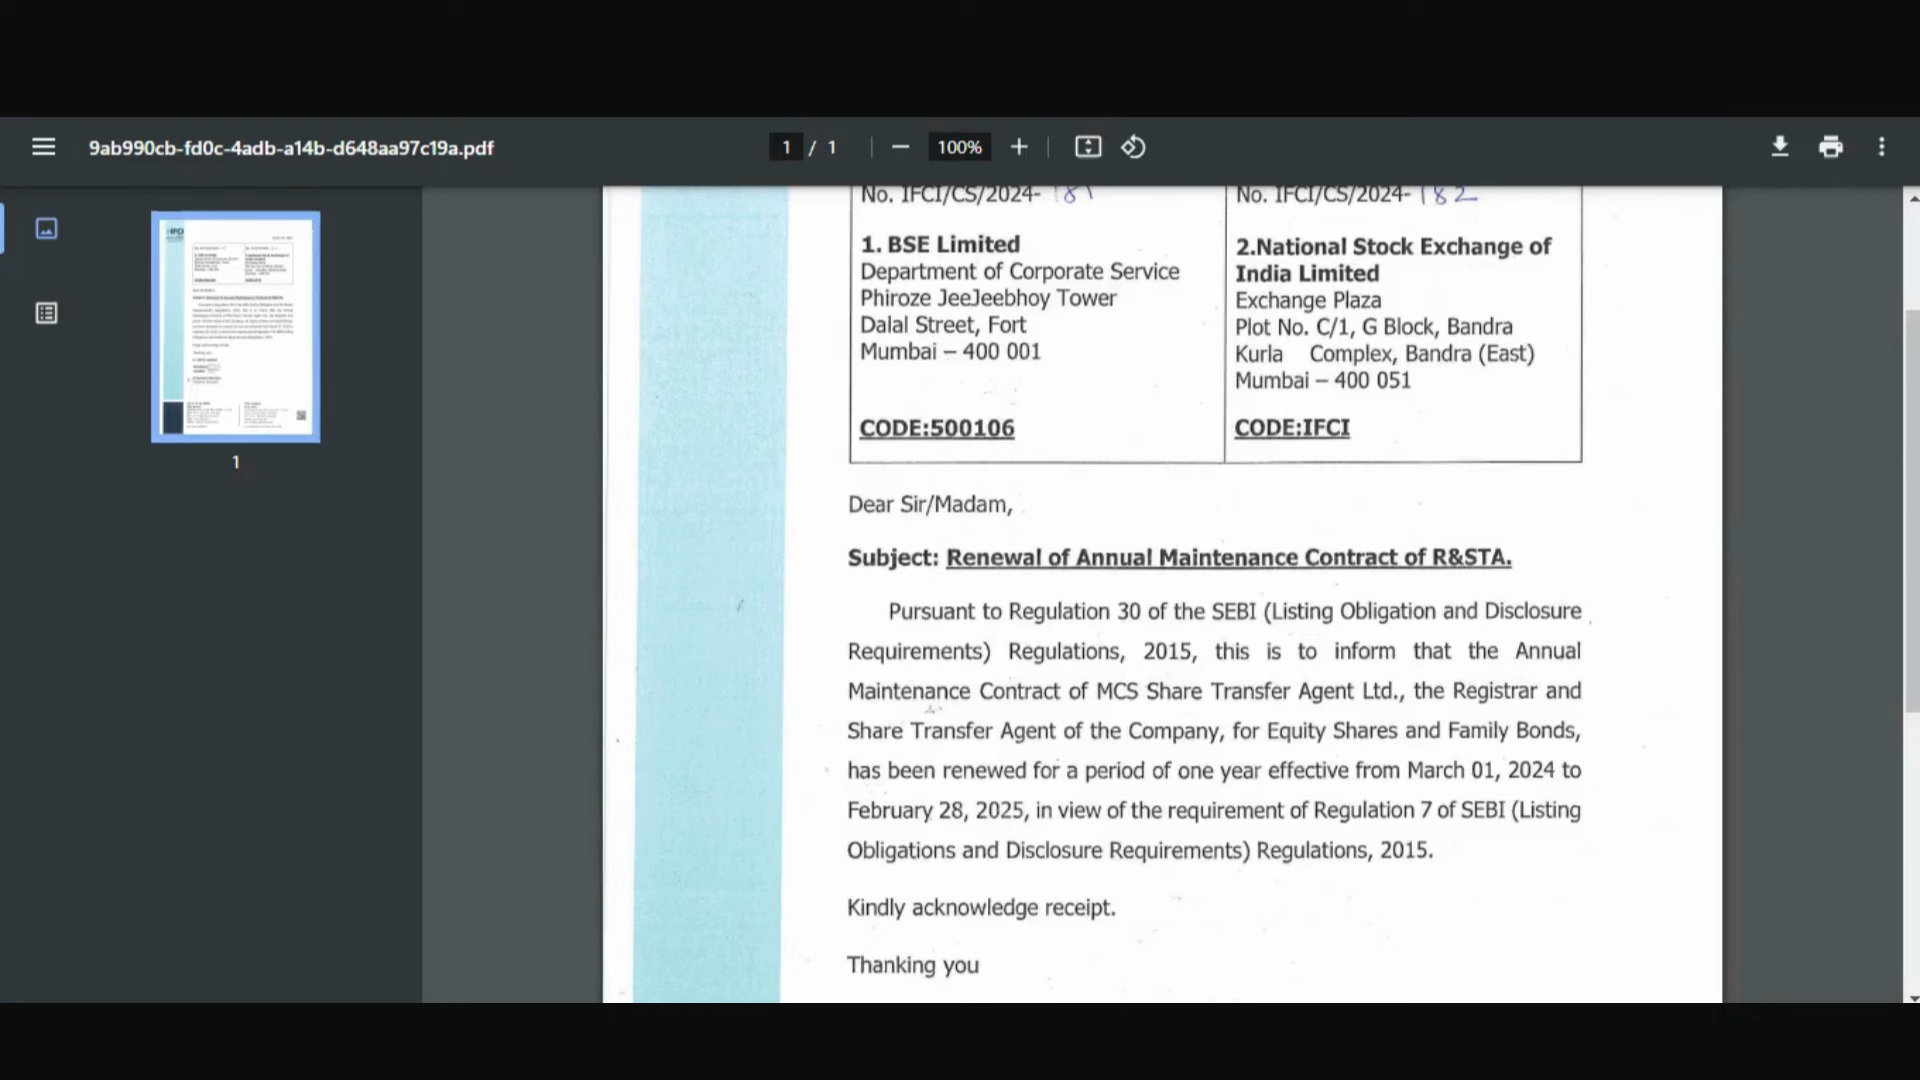 9ab990cb-fd0c-4adb-a14b-d648aa97c19a.pdf
1 / 1
100%
1
No. IFCI/CS/2024- 181
No. IFCI/CS/2024- 182
1. BSE Limited
Department of Corporate Service
Phiroze JeeJeebhoy Tower
Dalal Street, Fort
Mumbai – 400 001
CODE:500106
2.National Stock Exchange of
India Limited
Exchange Plaza
Plot No. C/1, G Block, Bandra
Kurla Complex, Bandra (East)
Mumbai – 400 051
CODE:IFCI
Dear Sir/Madam,
Subject: Renewal of Annual Maintenance Contract of R&STA.
Pursuant to Regulation 30 of the SEBI (Listing Obligation and Disclosure
Requirements) Regulations, 2015, this is to inform that the Annual
Maintenance Contract of MCS Share Transfer Agent Ltd., the Registrar and
Share Transfer Agent of the Company, for Equity Shares and Family Bonds,
has been renewed for a period of one year effective from March 01, 2024 to
February 28, 2025, in view of the requirement of Regulation 7 of SEBI (Listing
Obligations and Disclosure Requirements) Regulations, 2015.
Kindly acknowledge receipt.
Thanking you